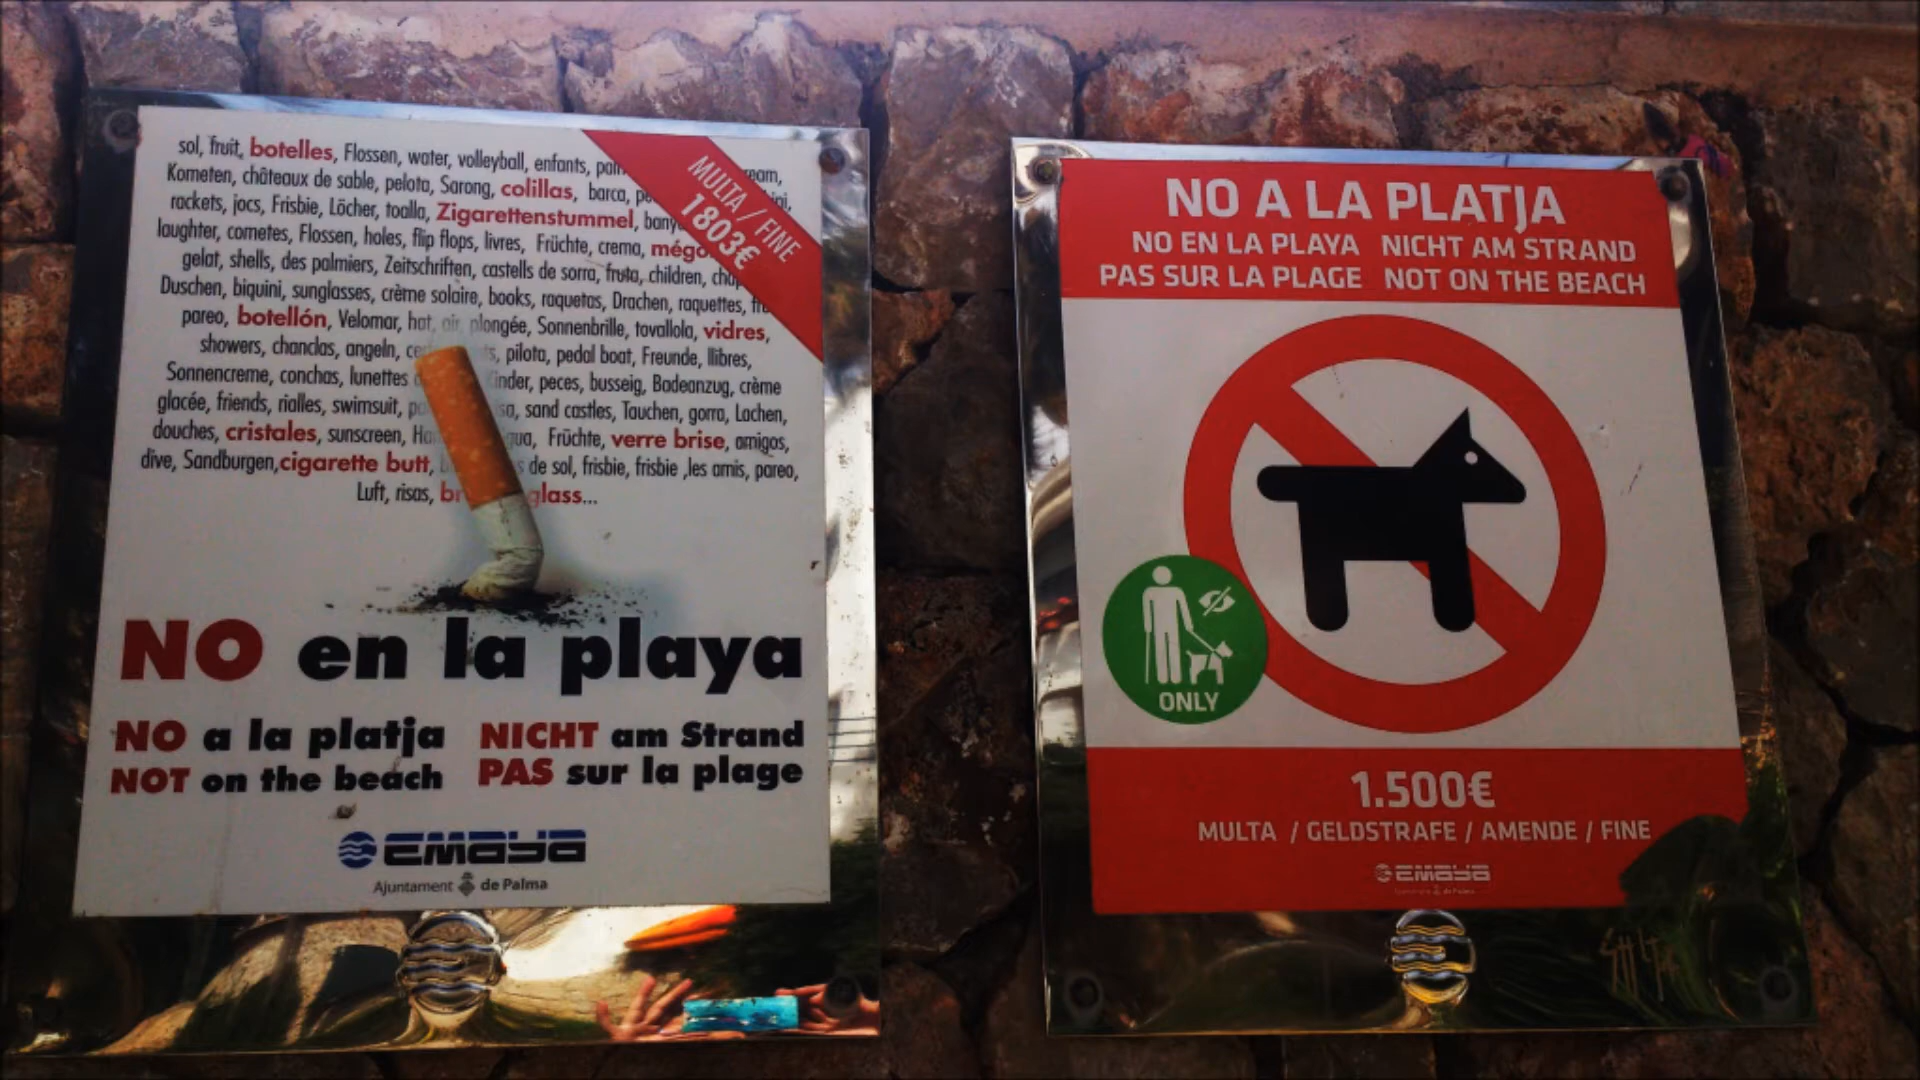 sol, fruit, botelles, Flossen, water, volleyball, enfants,
Kometen, châteaux de sable, pelota, Sarong, colillas, barca,
rackets, jocs, Frisbie, Löcher, toalla, Zigarettenstummel,
laughter, cometes, Flossen, holes, flip flops, livres, Früchte, crema,
gelat, shells, des palmiers, Zeitschriften, castells de sorra, fruta, children,
Duschen, biquini, sunglasses, crème solaire, books, raquetas, Drachen, raquettes,
pareo, botellón, Velomar, hat, air, plongée, Sonnenbrille, tovallola, vidres,
showers, chanclas, angeln, pilota, pedal boat, Freunde, llibres,
Sonnencreme, conchas, lunettes peces, busseig, Badeanzug, crème
glacée, friends, rialles, swimsuit, sand castles, Tauchen, gorra, Lachen,
douches, cristales, sunscreen, Früchte, verre brise, amigos,
dive, Sandburgen,cigarette butt, de sol, frisbie, frisbie ,les amis, pareo,
Luft, risas, glass...
MULTA / FINE
1803€
NO en la playa
NO a la platja NICHT am Strand
NOT on the beach PAS sur la plage
EMAYA
Ajuntament de Palma
NO A LA PLATJA
NO EN LA PLAYA NICHT AM STRAND
PAS SUR LA PLAGE NOT ON THE BEACH
ONLY
1.500€
MULTA / GELDSTRAFE / AMENDE / FINE
EMAYA